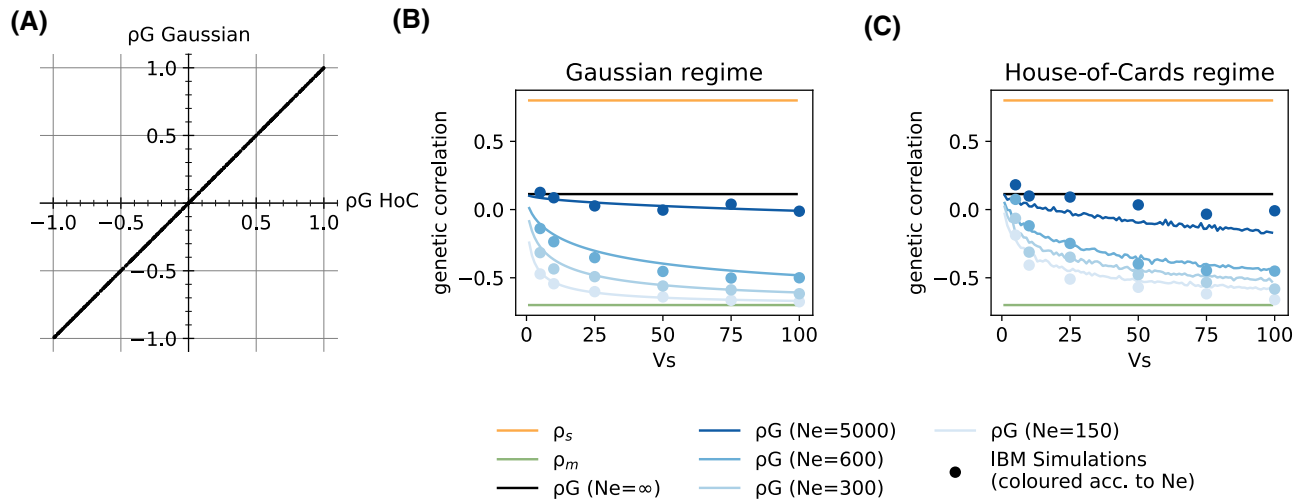 (A)
ρG Gaussian
1.0
0.5
−1.0 −0.5 0.5 1.0
ρG HoC
−0.5
−1.0
(B)
Gaussian regime
genetic correlation
0.5
0.0
−0.5
0 25 50 75 100
Vs
(C)
House-of-Cards regime
genetic correlation
0.5
0.0
−0.5
0 25 50 75 100
Vs
ρs
ρm
ρG (Ne=∞)
ρG (Ne=5000)
ρG (Ne=600)
ρG (Ne=300)
ρG (Ne=150)
IBM Simulations
(coloured acc. to Ne)